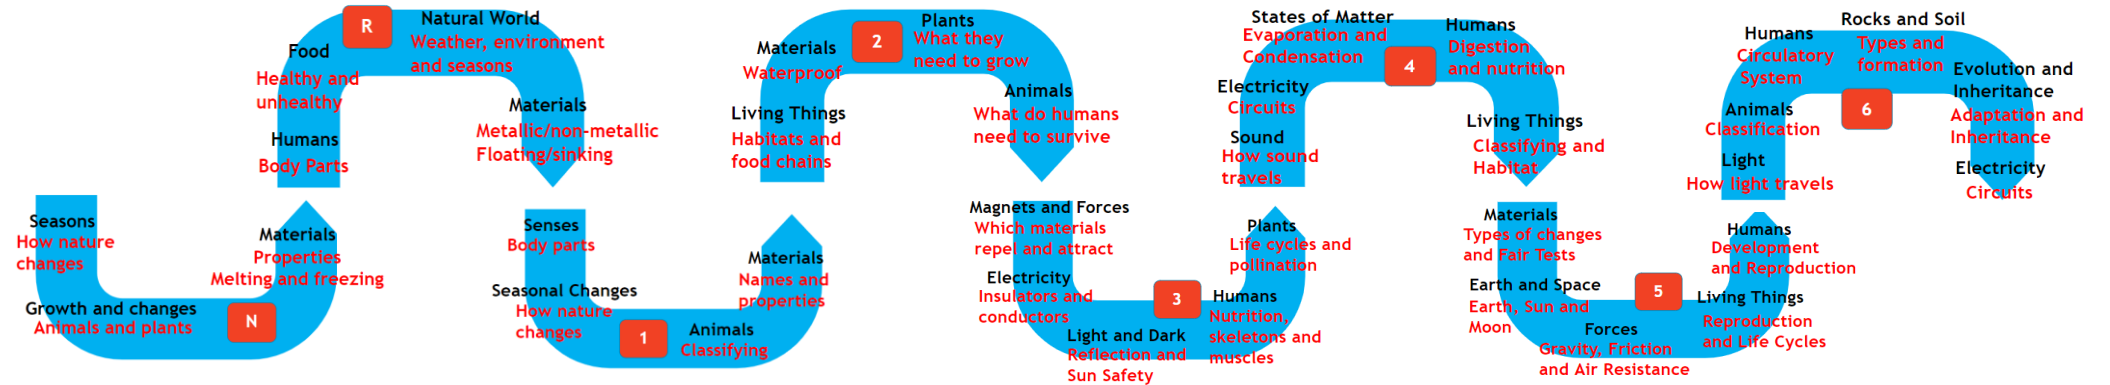 Seasons
How nature
changes
Growth and changes
Animals and plants
N
Materials
Properties
Melting and freezing
Humans
Body Parts
Food
Healthy and
unhealthy
R
Natural World
Weather, environment
and seasons
Materials
Metallic/non-metallic
Floating/sinking
Senses
Body parts
Seasonal Changes
How nature
changes
1
Animals
Classifying
Materials
Names and
properties
Living Things
Habitats and
food chains
Materials
Waterproof
2
Plants
What they
need to grow
Animals
What do humans
need to survive
Magnets and Forces
Which materials
repel and attract
Electricity
Insulators and
conductors
Light and Dark
Reflection and
Sun Safety
3
Humans
Nutrition,
skeletons and
muscles
Plants
Life cycles and
pollination
Sound
How sound
travels
Electricity
Circuits
States of Matter
Evaporation and
Condensation
4
Humans
Digestion
and nutrition
Living Things
Classifying and
Habitat
Materials
Types of changes
and Fair Tests
Earth and Space
Earth, Sun and
Moon
Forces
Gravity, Friction
and Air Resistance
5
Living Things
Reproduction
and Life Cycles
Humans
Development
and Reproduction
Light
How light travels
Animals
Classification
Humans
Circulatory
System
6
Rocks and Soil
Types and
formation
Evolution and
Inheritance
Adaptation and
Inheritance
Electricity
Circuits